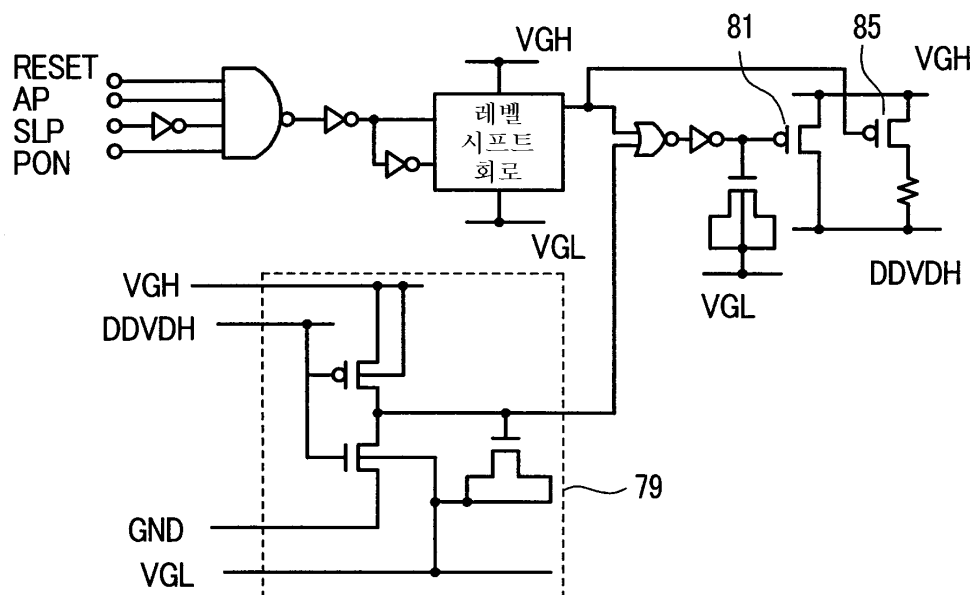 81
85
VGH
VGH
RESET
AP
SLP
PON
레벨
시프트
회로
VGL
DDVDH
VGL
VGH
DDVDH
79
GND
VGL